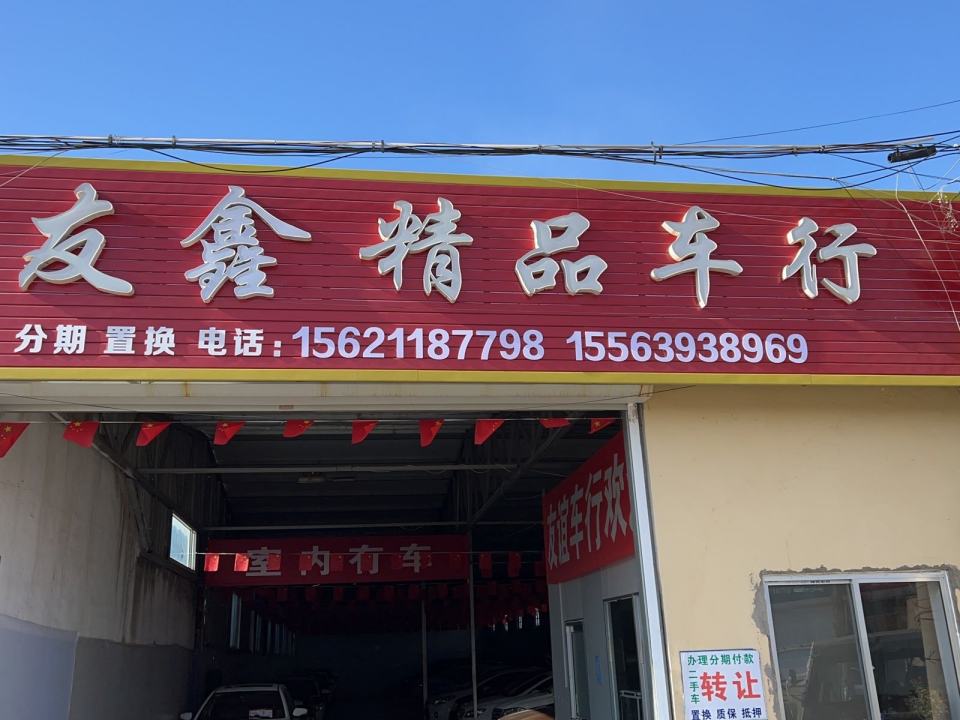 友鑫精品车行
分期 置换 电话:15621187798 15563938969
友谊车行欢
室内有车
办理分期付款
二手车
转让
置换 质保 抵押